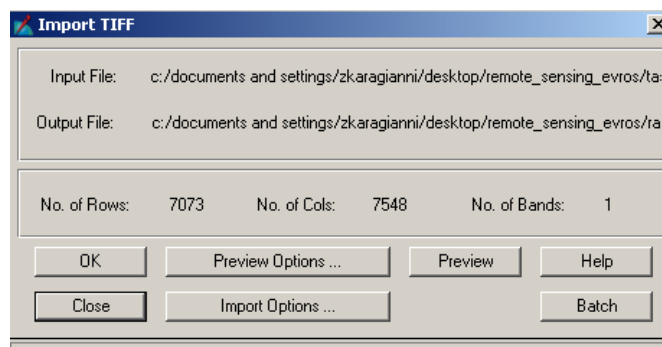 Import TIFF
Input File: c:/documents and settings/zkaragianni/desktop/remote_sensing_evros/ta
Output File: c:/documents and settings/zkaragianni/desktop/remote_sensing_evros/ra
No. of Rows: 7073 No. of Cols: 7548 No. of Bands: 1
OK Preview Options ... Preview Help
Close Import Options ... Batch